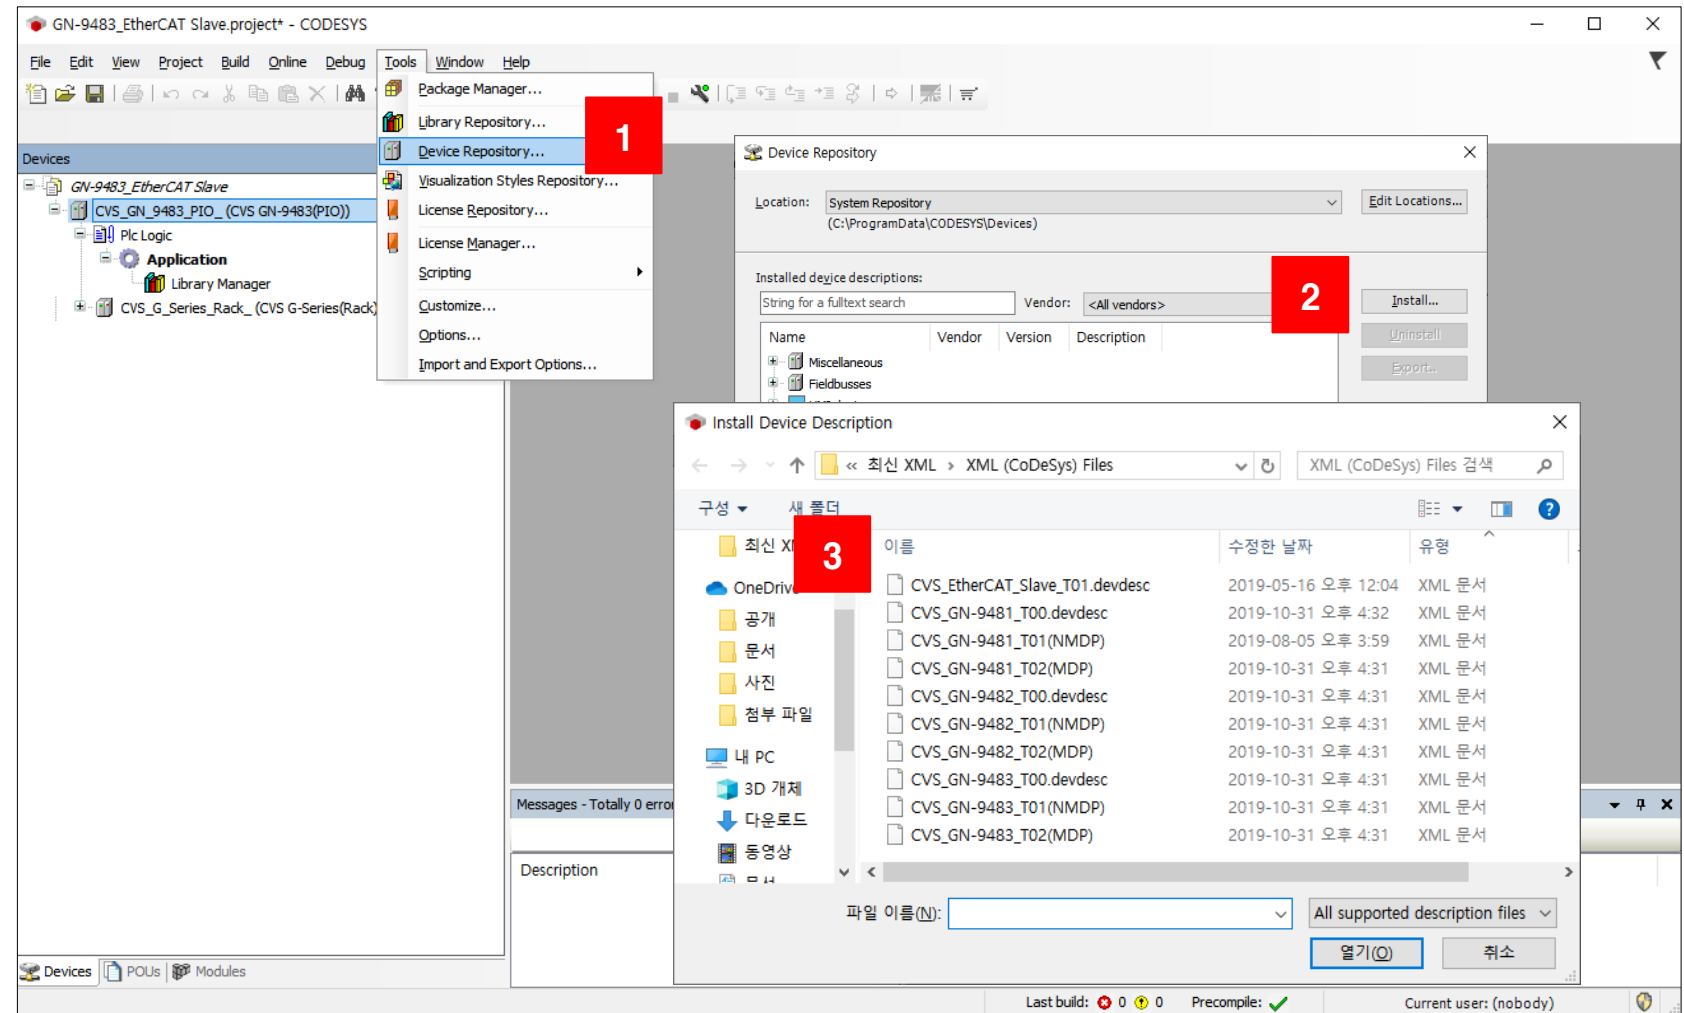 GN-9483_EtherCAT Slave.project* - CODESYS
File Edit View Project Build Online Debug Tools Window Help
Package Manager...
Library Repository...
Device Repository...
Visualization Styles Repository...
License Repository...
License Manager...
Scripting
Customize...
Options...
Import and Export Options...
1
Devices
GN-9483_EtherCAT Slave
CVS_GN_9483_PIO_ (CVS GN-9483(PIO))
Plc Logic
Application
Library Manager
CVS_G_Series_Rack_ (CVS G-Series(Rack)
Device Repository
Location: System Repository Edit Locations...
(C:\ProgramData\CODESYS\Devices)
Installed device descriptions:
String for a fulltext search Vendor: <All vendors>
2
Install...
Uninstall
Export...
Name Vendor Version Description
Miscellaneous
Fieldbusses
Install Device Description
« 최신 XML › XML (CoDeSys) Files
XML (CoDeSys) Files 검색
구성 새 폴더
3
최신
OneDrive
공개
문서
사진
첨부 파일
내 PC
3D 개체
다운로드
동영상
이름 수정한 날짜 유형
CVS_EtherCAT_Slave_T01.devdesc 2019-05-16 오후 12:04 XML 문서
CVS_GN-9481_T00.devdesc 2019-10-31 오후 4:32 XML 문서
CVS_GN-9481_T01(NMDP) 2019-08-05 오후 3:59 XML 문서
CVS_GN-9481_T02(MDP) 2019-10-31 오후 4:31 XML 문서
CVS_GN-9482_T00.devdesc 2019-10-31 오후 4:31 XML 문서
CVS_GN-9482_T01(NMDP) 2019-10-31 오후 4:31 XML 문서
CVS_GN-9482_T02(MDP) 2019-10-31 오후 4:31 XML 문서
CVS_GN-9483_T00.devdesc 2019-10-31 오후 4:31 XML 문서
CVS_GN-9483_T01(NMDP) 2019-10-31 오후 4:31 XML 문서
CVS_GN-9483_T02(MDP) 2019-10-31 오후 4:31 XML 문서
파일 이름(N): All supported description files
열기(O) 취소
Messages - Totally 0 erro
Description
Devices POUs Modules
Last build: 0 0 Precompile: Current user: (nobody)